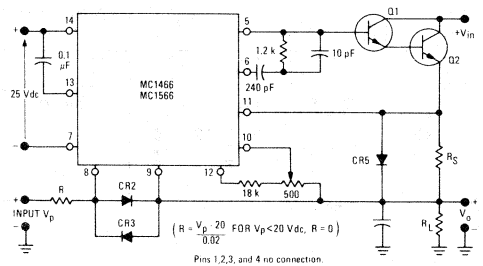 14
5
Q1
+
+Vin
0.1
μF
1.2 k
10 pF
Q2
6
240 pF
MC1466
MC1566
25 Vdc
13
11
10
CR5
RS
7
-
8
9
12
+
R
CR2
18 k
500
+
INPUT Vp
CR3
RL
Vo
-
-
( R = Vp - 20 / 0.02 FOR Vp<20 Vdc, R = 0 )
Pins 1,2,3, and 4 no connection.